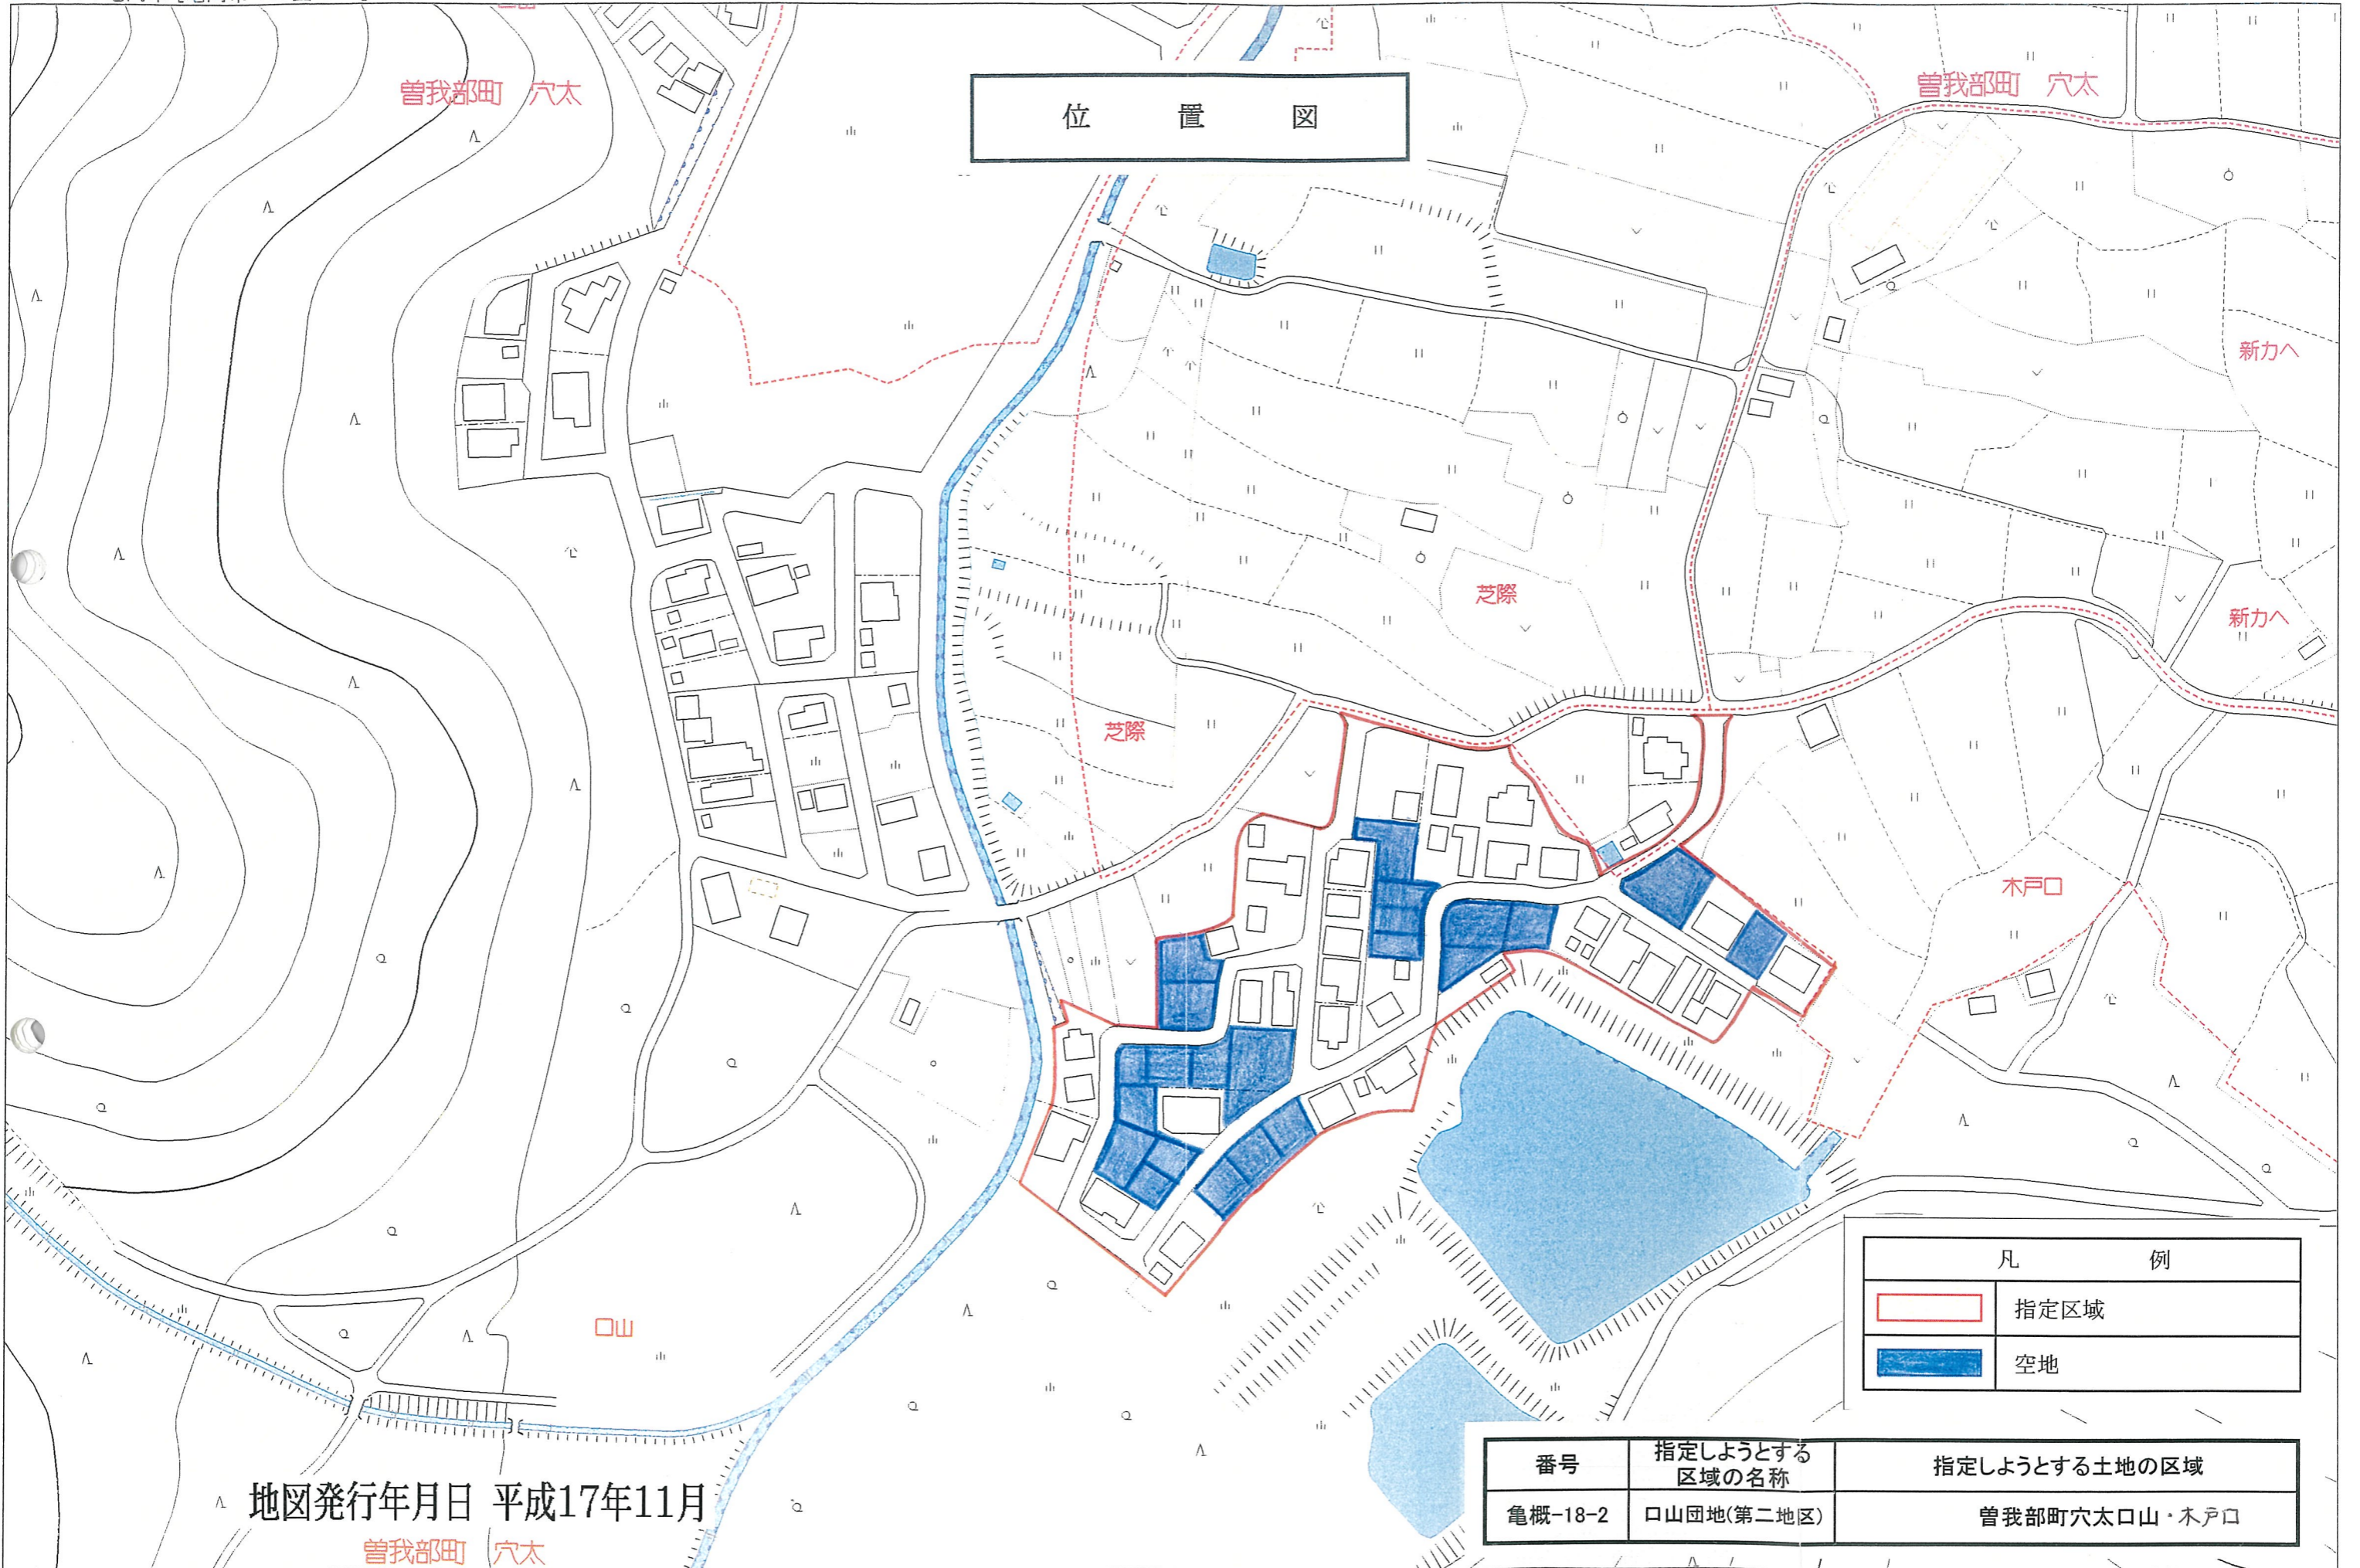 曽我部町 穴太
位置図
曽我部町 穴太
新カへ
芝際
新カへ
芝際
木戸口
口山
凡例
指定区域
空地
番号 指定しようとする区域の名称 指定しようとする土地の区域
亀概-18-2 口山団地(第二地区) 曽我部町穴太口山・木戸口
地図発行年月日 平成17年11月
曽我部町 穴太